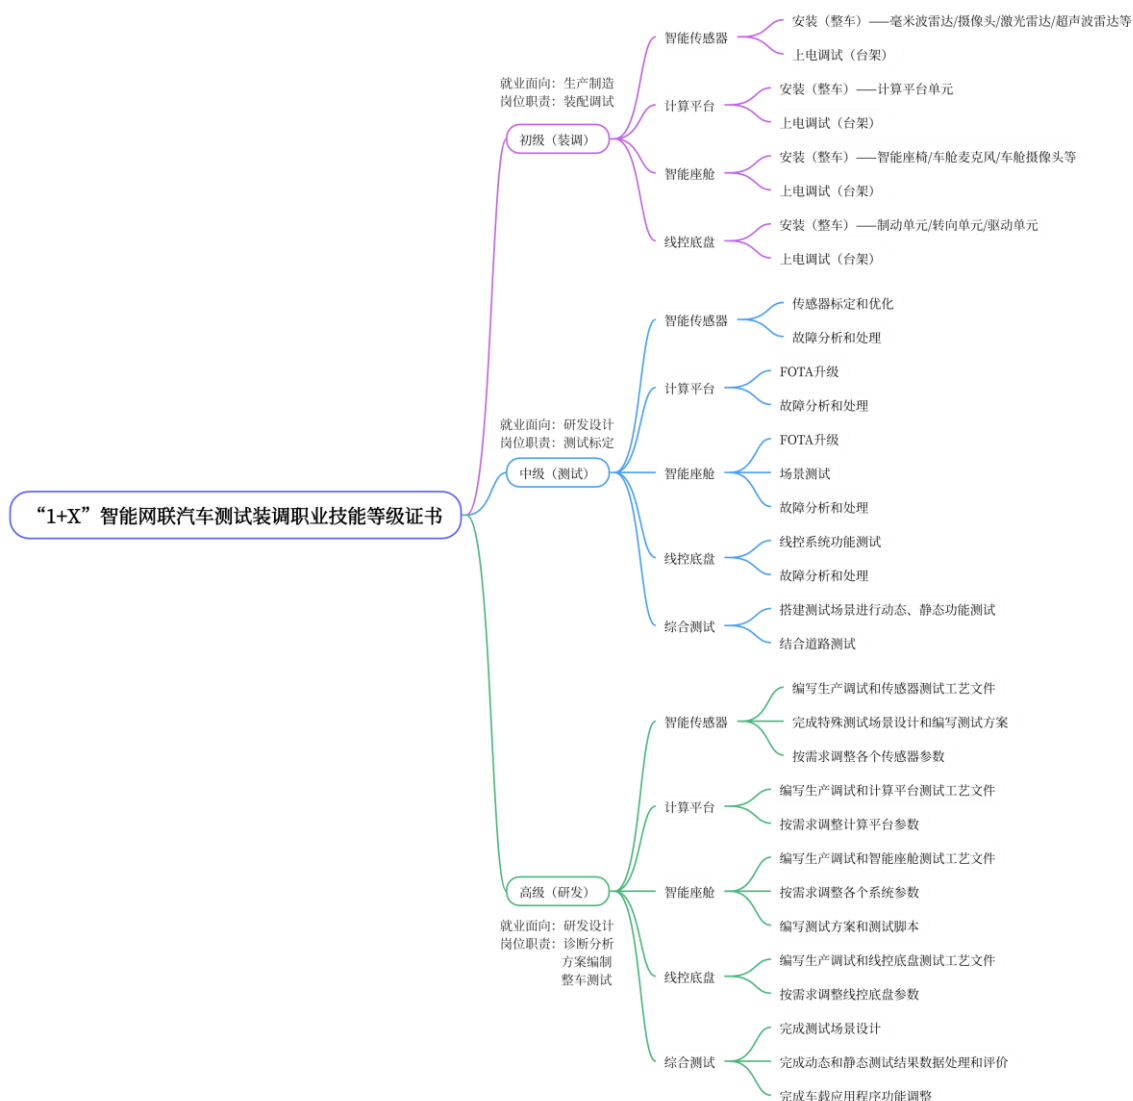 “1+X”智能网联汽车测试装调职业技能等级证书
就业面向：生产制造
岗位职责：装配调试
初级（装调）
智能传感器
安装（整车）——毫米波雷达/摄像头/激光雷达/超声波雷达等
上电调试（台架）
计算平台
安装（整车）——计算平台单元
上电调试（台架）
智能座舱
安装（整车）——智能座椅/车舱麦克风/车舱摄像头等
上电调试（台架）
线控底盘
安装（整车）——制动单元/转向单元/驱动单元
上电调试（台架）
就业面向：研发设计
岗位职责：测试标定
中级（测试）
智能传感器
传感器标定和优化
故障分析和处理
计算平台
FOTA升级
故障分析和处理
智能座舱
FOTA升级
场景测试
故障分析和处理
线控底盘
线控系统功能测试
故障分析和处理
综合测试
搭建测试场景进行动态、静态功能测试
结合道路测试
高级（研发）
就业面向：研发设计
岗位职责：诊断分析
方案编制
整车测试
智能传感器
编写生产调试和传感器测试工艺文件
完成特殊测试场景设计和编写测试方案
按需求调整各个传感器参数
计算平台
编写生产调试和计算平台测试工艺文件
按需求调整计算平台参数
智能座舱
编写生产调试和智能座舱测试工艺文件
按需求调整各个系统参数
编写测试方案和测试脚本
线控底盘
编写生产调试和线控底盘测试工艺文件
按需求调整线控底盘参数
综合测试
完成测试场景设计
完成动态和静态测试结果数据处理和评价
完成车载应用程序功能调整